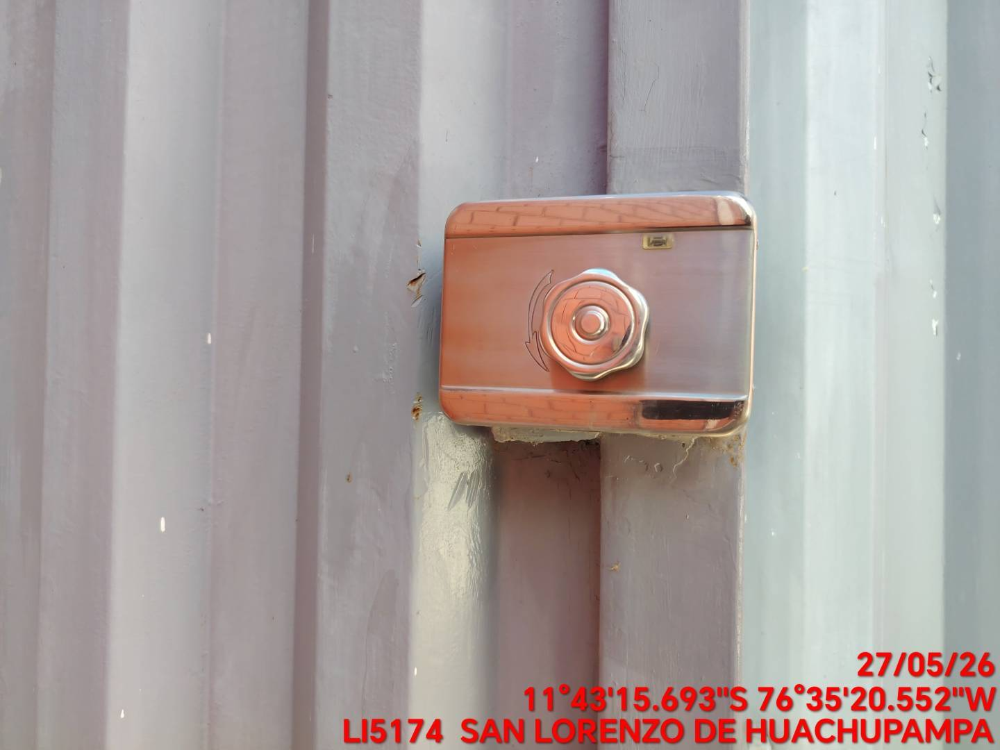 27/05/26
11°43'15.693"S 76°35'20.552"W
LI5174 SAN LORENZO DE HUACHUPAMPA